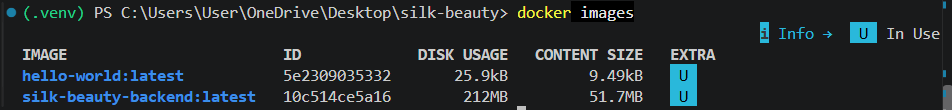 (.venv) PS C:\Users\User\OneDrive\Desktop\silk-beauty> docker images
i Info → U In Use
IMAGE ID DISK USAGE CONTENT SIZE EXTRA
hello-world:latest 5e2309035332 25.9kB 9.49kB U
silk-beauty-backend:latest 10c514ce5a16 212MB 51.7MB U